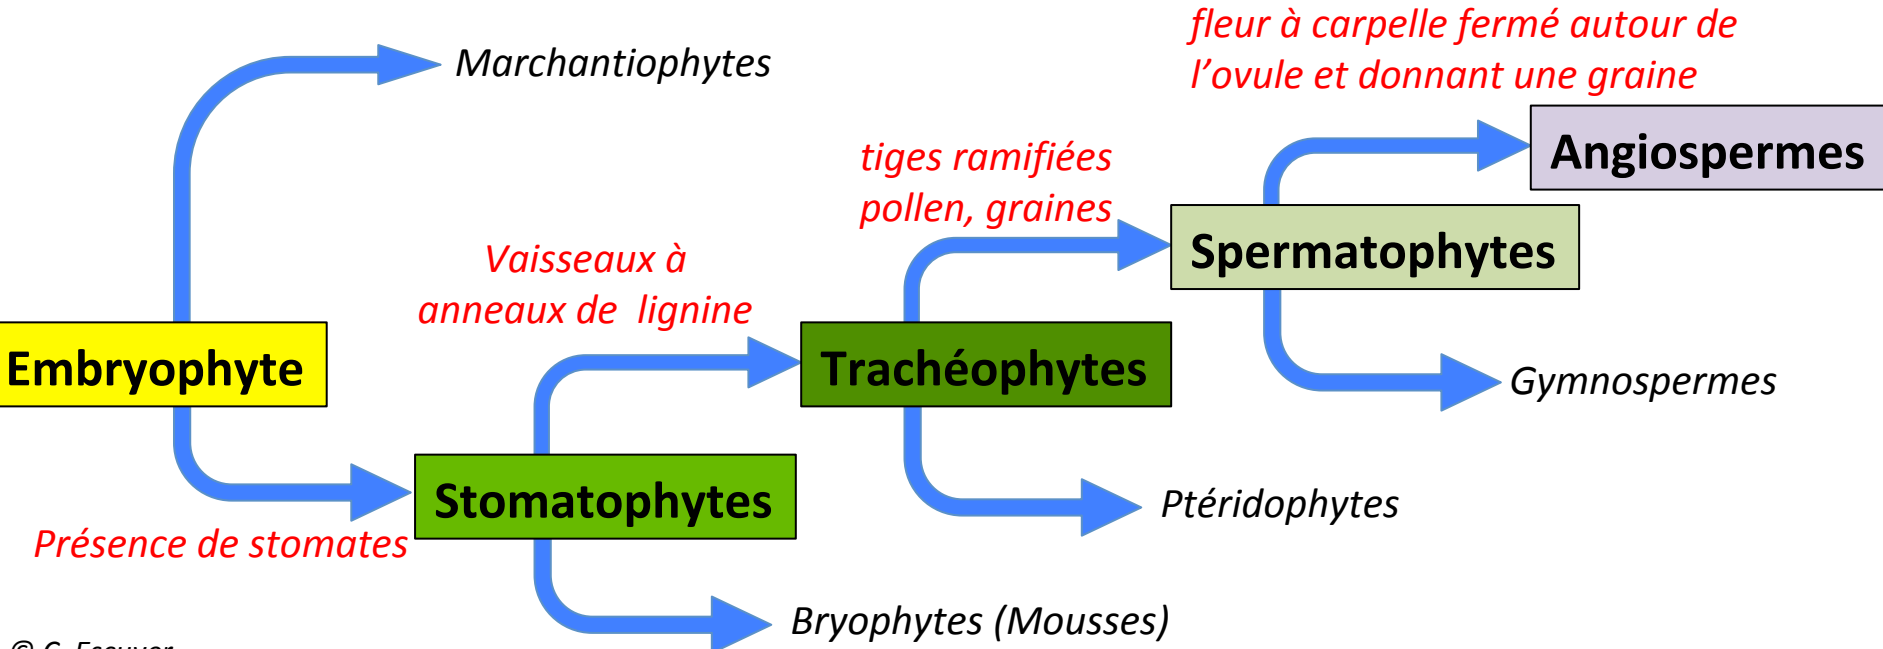 fleur à carpelle fermé autour de
l’ovule et donnant une graine
Marchantiophytes
Angiospermes
tiges ramifiées
pollen, graines
Spermatophytes
Vaisseaux à
anneaux de lignine
Embryophyte
Trachéophytes
Gymnospermes
Stomatophytes
Ptéridophytes
Présence de stomates
Bryophytes (Mousses)
© C. Escuyer